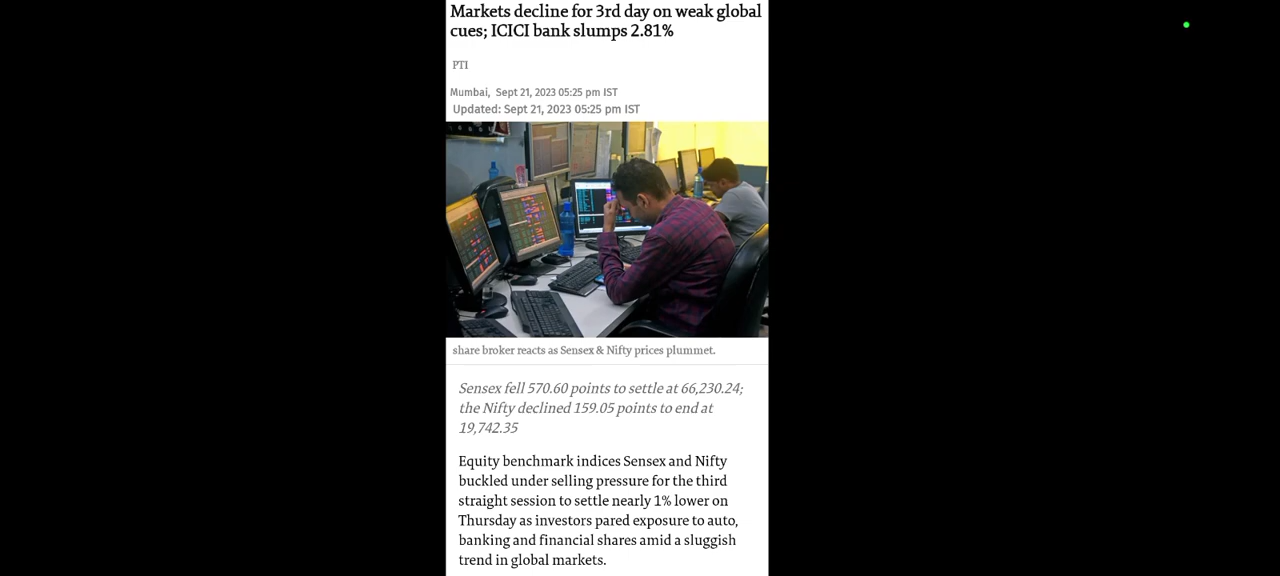 Markets decline for 3rd day on weak global
cues; ICICI bank slumps 2.81%
PTI
Mumbai,  Sept 21, 2023 05:25 pm IST
Updated: Sept 21, 2023 05:25 pm IST
share broker reacts as Sensex & Nifty prices plummet.
Sensex fell 570.60 points to settle at 66,230.24;
the Nifty declined 159.05 points to end at
19,742.35
Equity benchmark indices Sensex and Nifty
buckled under selling pressure for the third
straight session to settle nearly 1% lower on
Thursday as investors pared exposure to auto,
banking and financial shares amid a sluggish
trend in global markets.